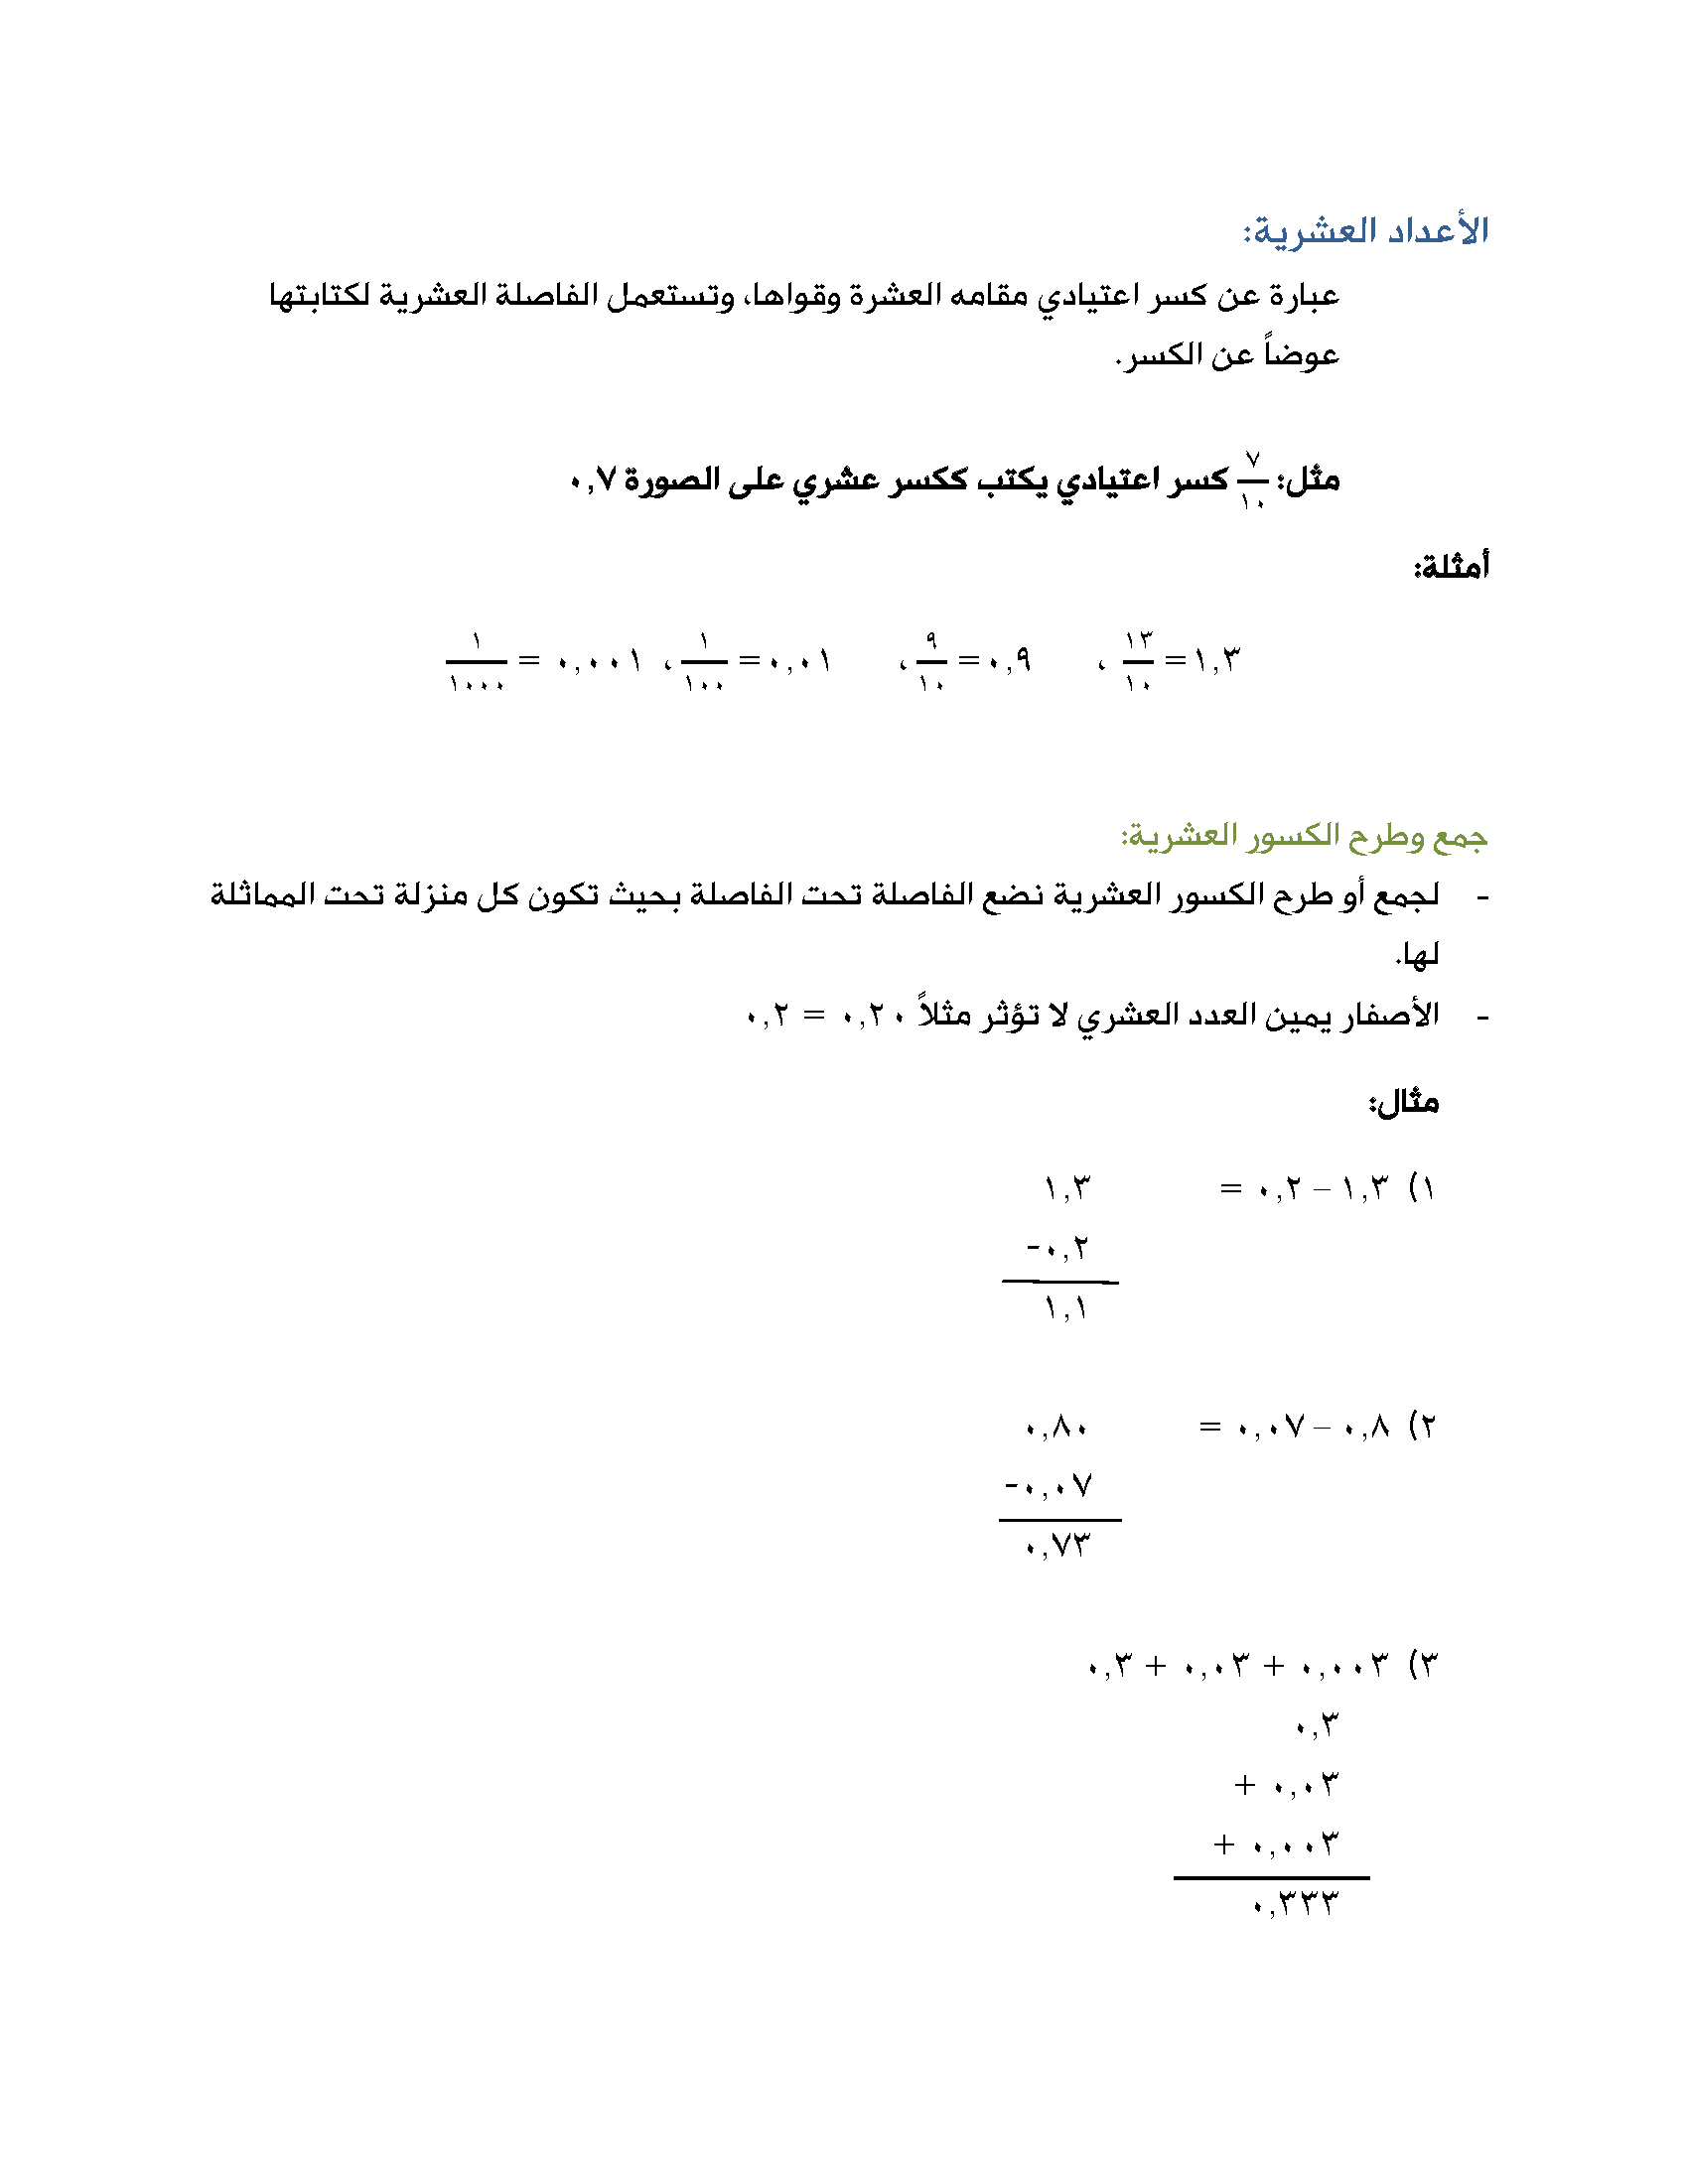 الأعداد العشرية:
عبارة عن كسر اعتيادي مقامه العشرة وقواها، وتستعمل الفاصلة العشرية لكتابتها
عوضاً عن الكسر.
مثل: ٧/١٠ كسر اعتيادي يكتب ككسر عشري على الصورة ٠,٧
أمثلة:
١,٣ = ١٣/١٠ ، ٠,٩ = ٩/١٠ ، ٠,٠١ = ١/١٠٠ ، ٠,٠٠١ = ١/١٠٠٠
جمع وطرح الكسور العشرية:
- لجمع أو طرح الكسور العشرية نضع الفاصلة تحت الفاصلة بحيث تكون كل منزلة تحت المماثلة
لها.
- الأصفار يمين العدد العشري لا تؤثر مثلاً ٠,٢٠ = ٠,٢
مثال:
١) ١,٣ – ٠,٢ = ١,٣
-٠,٢
١,١
٢) ٠,٨ – ٠,٠٧ = ٠,٨٠
-٠,٠٧
٠,٧٣
٣) ٠,٠٠٣ + ٠,٠٣ + ٠,٣
٠,٣
+ ٠,٠٣
+ ٠,٠٠٣
٠,٣٣٣